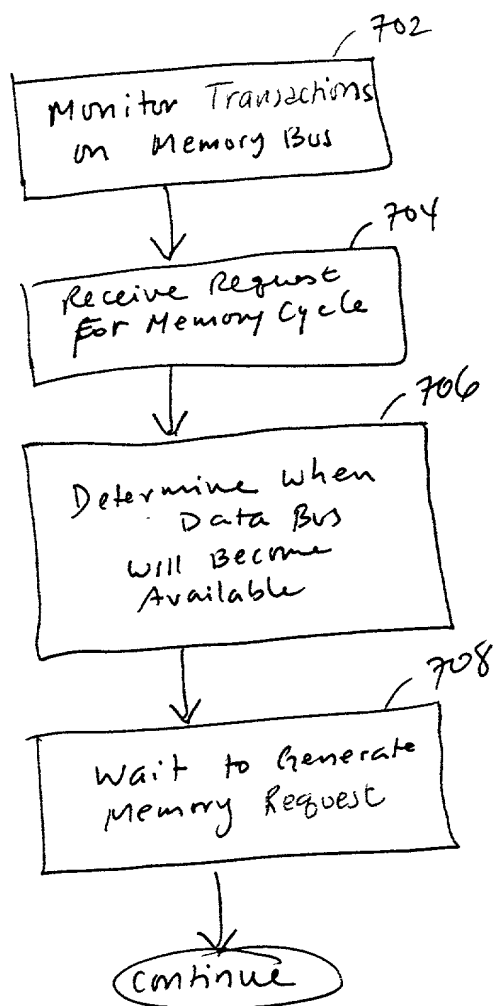 702
Monitor Transactions
on Memory Bus
704
Receive Request
For Memory Cycle
706
Determine when
Data Bus
will Become
Available
708
Wait to Generate
Memory Request
continue